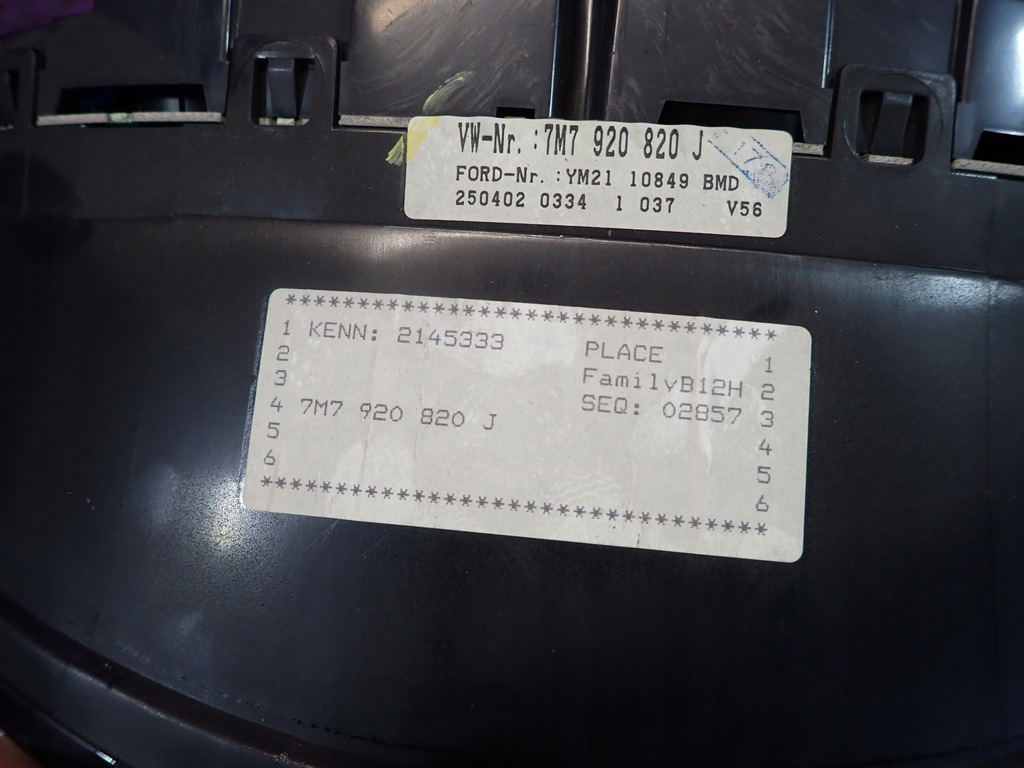 VW-Nr. :7M7 920 820 J
FORD-Nr. :YM21 10849 BMD
250402 0334 1 037 V56
****************************************
1 KENN: 2145333 PLACE 1
2 FamilyB12H 2
3 SEQ: 02857 3
4 7M7 920 820 J 4
5 5
6 6
****************************************